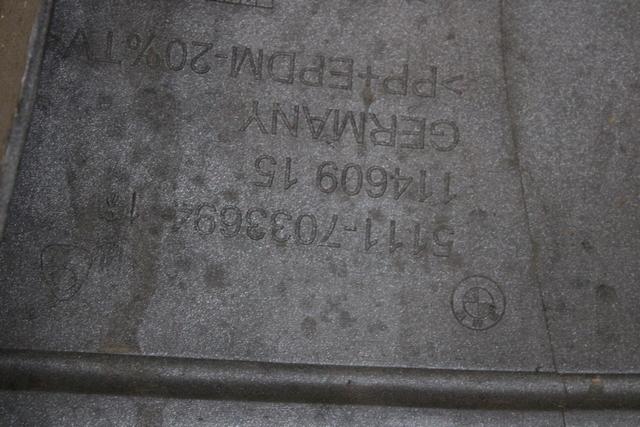 5111-7033694
114609 15
GERMANY
>PP+EPDM-20%TV<